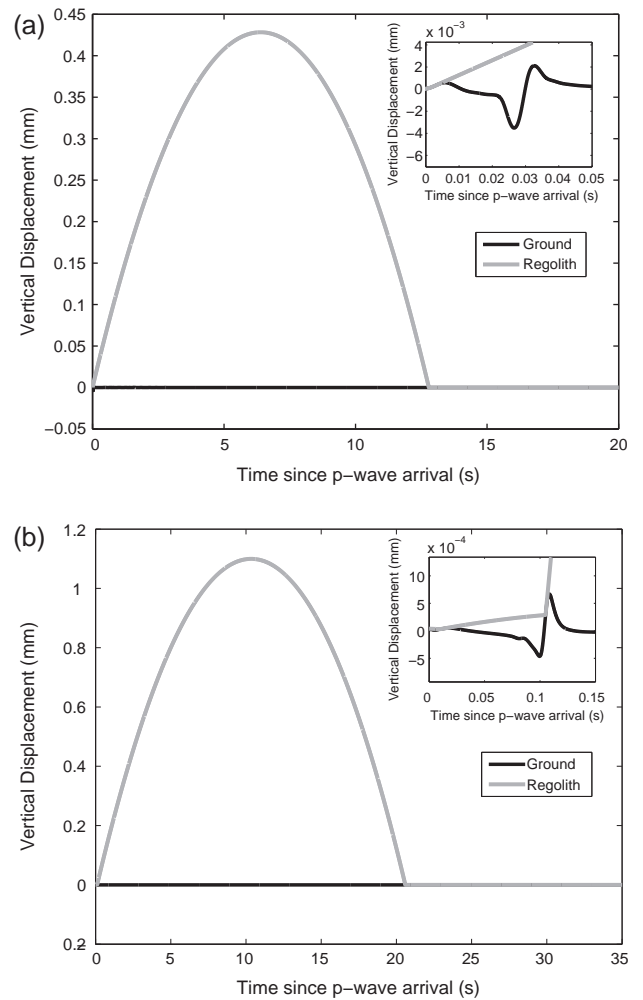 (a)
0.45
0.4
0.35
0.3
0.25
0.2
0.15
0.1
0.05
0
−0.05
Vertical Displacement (mm)
0 5 10 15 20
Time since p−wave arrival (s)
x 10⁻³
4
2
0
−2
−4
−6
Vertical Displacement (mm)
0 0.01 0.02 0.03 0.04 0.05
Time since p−wave arrival (s)
Ground
Regolith
(b)
1.2
1
0.8
0.6
0.4
0.2
0
0.2
Vertical Displacement (mm)
0 5 10 15 20 25 30 35
Time since p−wave arrival (s)
x 10⁻⁴
10
5
0
−5
Vertical Displacement (mm)
0 0.05 0.1 0.15
Time since p−wave arrival (s)
Ground
Regolith